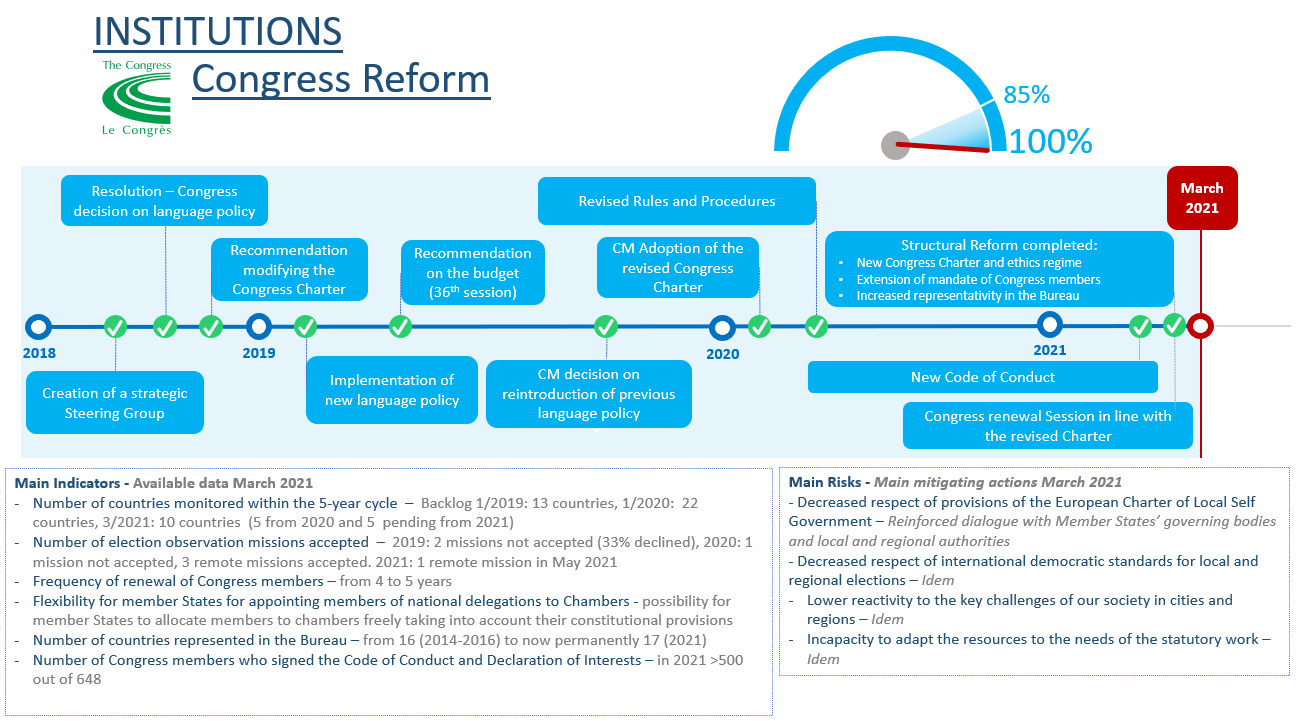 INSTITUTIONS
The Congress
Le Congrès
Congress Reform
85%
100%
March
2021
Resolution – Congress
decision on language policy
Revised Rules and Procedures
Recommendation
modifying the
Congress Charter
Recommendation
on the budget
(36th session)
CM Adoption of the
revised Congress
Charter
Structural Reform completed:
• New Congress Charter and ethics regime
• Extension of mandate of Congress members
• Increased representativity in the Bureau
2018
2019
2020
2021
Creation of a strategic
Steering Group
Implementation of
new language policy
CM decision on
reintroduction of previous
language policy
New Code of Conduct
Congress renewal Session in line with
the revised Charter
Main Indicators - Available data March 2021
- Number of countries monitored within the 5-year cycle – Backlog 1/2019: 13 countries, 1/2020: 22
countries, 3/2021: 10 countries (5 from 2020 and 5 pending from 2021)
- Number of election observation missions accepted – 2019: 2 missions not accepted (33% declined), 2020: 1
mission not accepted, 3 remote missions accepted. 2021: 1 remote mission in May 2021
- Frequency of renewal of Congress members – from 4 to 5 years
- Flexibility for member States for appointing members of national delegations to Chambers - possibility for
member States to allocate members to chambers freely taking into account their constitutional provisions
- Number of countries represented in the Bureau – from 16 (2014-2016) to now permanently 17 (2021)
- Number of Congress members who signed the Code of Conduct and Declaration of Interests – in 2021 >500
out of 648
Main Risks - Main mitigating actions March 2021
- Decreased respect of provisions of the European Charter of Local Self
Government – Reinforced dialogue with Member States' governing bodies
and local and regional authorities
- Decreased respect of international democratic standards for local and
regional elections – Idem
- Lower reactivity to the key challenges of our society in cities and
regions – Idem
- Incapacity to adapt the resources to the needs of the statutory work –
Idem